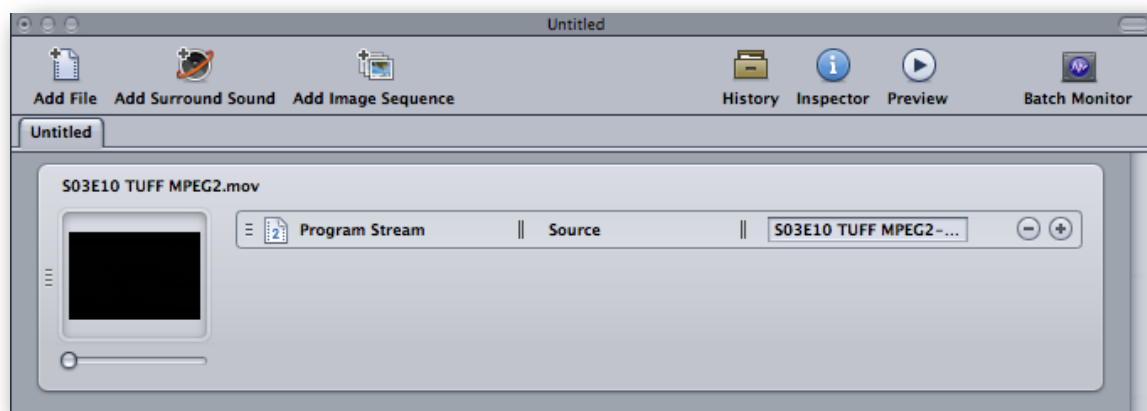 Untitled
Add File Add Surround Sound Add Image Sequence History Inspector Preview Batch Monitor
Untitled
S03E10 TUFF MPEG2.mov
2 Program Stream Source S03E10 TUFF MPEG2-...